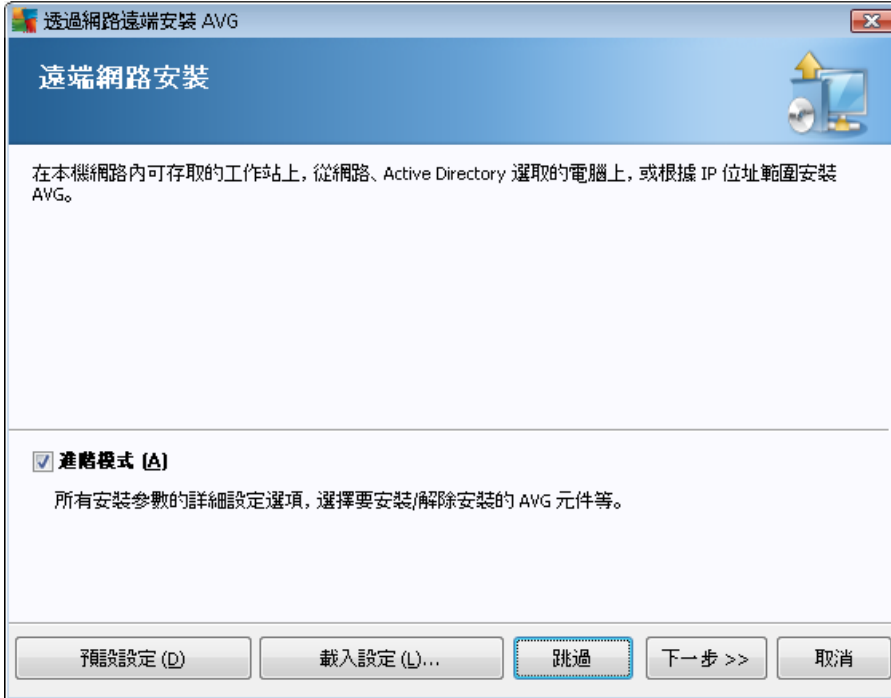 透過網路遠端安裝 AVG
遠端網路安裝
在本機網路內可存取的工作站上，從網路、Active Directory 選取的電腦上，或根據 IP 位址範圍安裝
AVG。
進階模式 (A)
所有安裝參數的詳細設定選項，選擇要安裝/解除安裝的 AVG 元件等。
預設設定 (D)
載入設定 (L)...
跳過
下一步 >>
取消